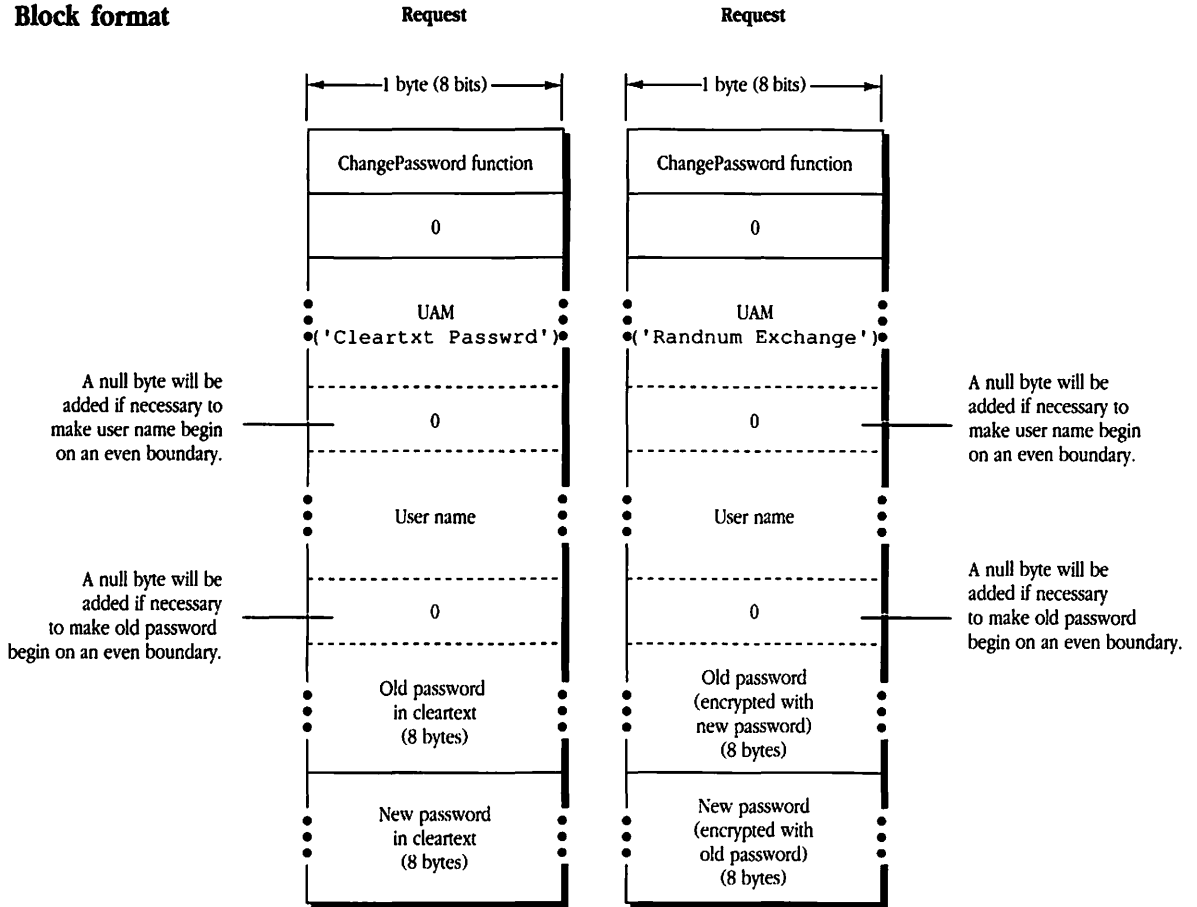 Block format
Request
Request
1 byte (8 bits)
1 byte (8 bits)
ChangePassword function
ChangePassword function
0
0
UAM
('Cleartxt Passwrd')
UAM
('Randnum Exchange')
A null byte will be
added if necessary to
make user name begin
on an even boundary.
0
0
A null byte will be
added if necessary to
make user name begin
on an even boundary.
User name
User name
A null byte will be
added if necessary
to make old password
begin on an even boundary.
0
0
A null byte will be
added if necessary
to make old password
begin on an even boundary.
Old password
in cleartext
(8 bytes)
Old password
(encrypted with
new password)
(8 bytes)
New password
in cleartext
(8 bytes)
New password
(encrypted with
old password)
(8 bytes)